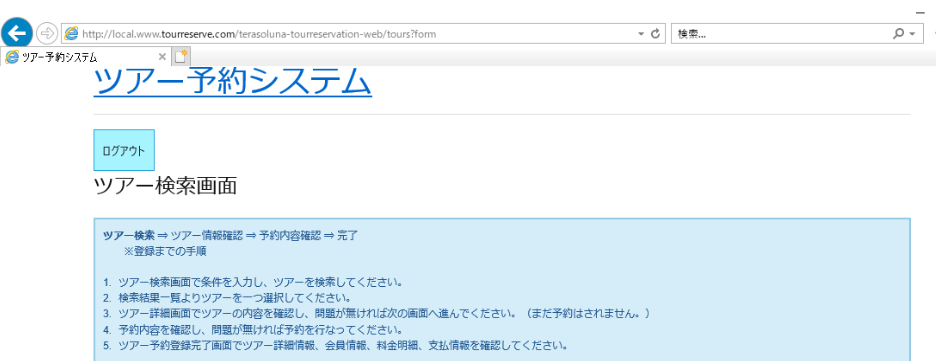 http://local.www.tourreserve.com/terasoluna-tourreservation-web/tours?form
検索...
ツアー予約システム
ツアー予約システム
ログアウト
ツアー検索画面
ツアー検索 ⇒ ツアー情報確認 ⇒ 予約内容確認 ⇒ 完了
※登録までの手順
1. ツアー検索画面で条件を入力し、ツアーを検索してください。
2. 検索結果一覧よりツアーを一つ選択してください。
3. ツアー詳細画面でツアーの内容を確認し、問題が無ければ次の画面へ進んでください。（まだ予約はされません。）
4. 予約内容を確認し、問題が無ければ予約を行なってください。
5. ツアー予約登録完了画面でツアー詳細情報、会員情報、料金明細、支払情報を確認してください。